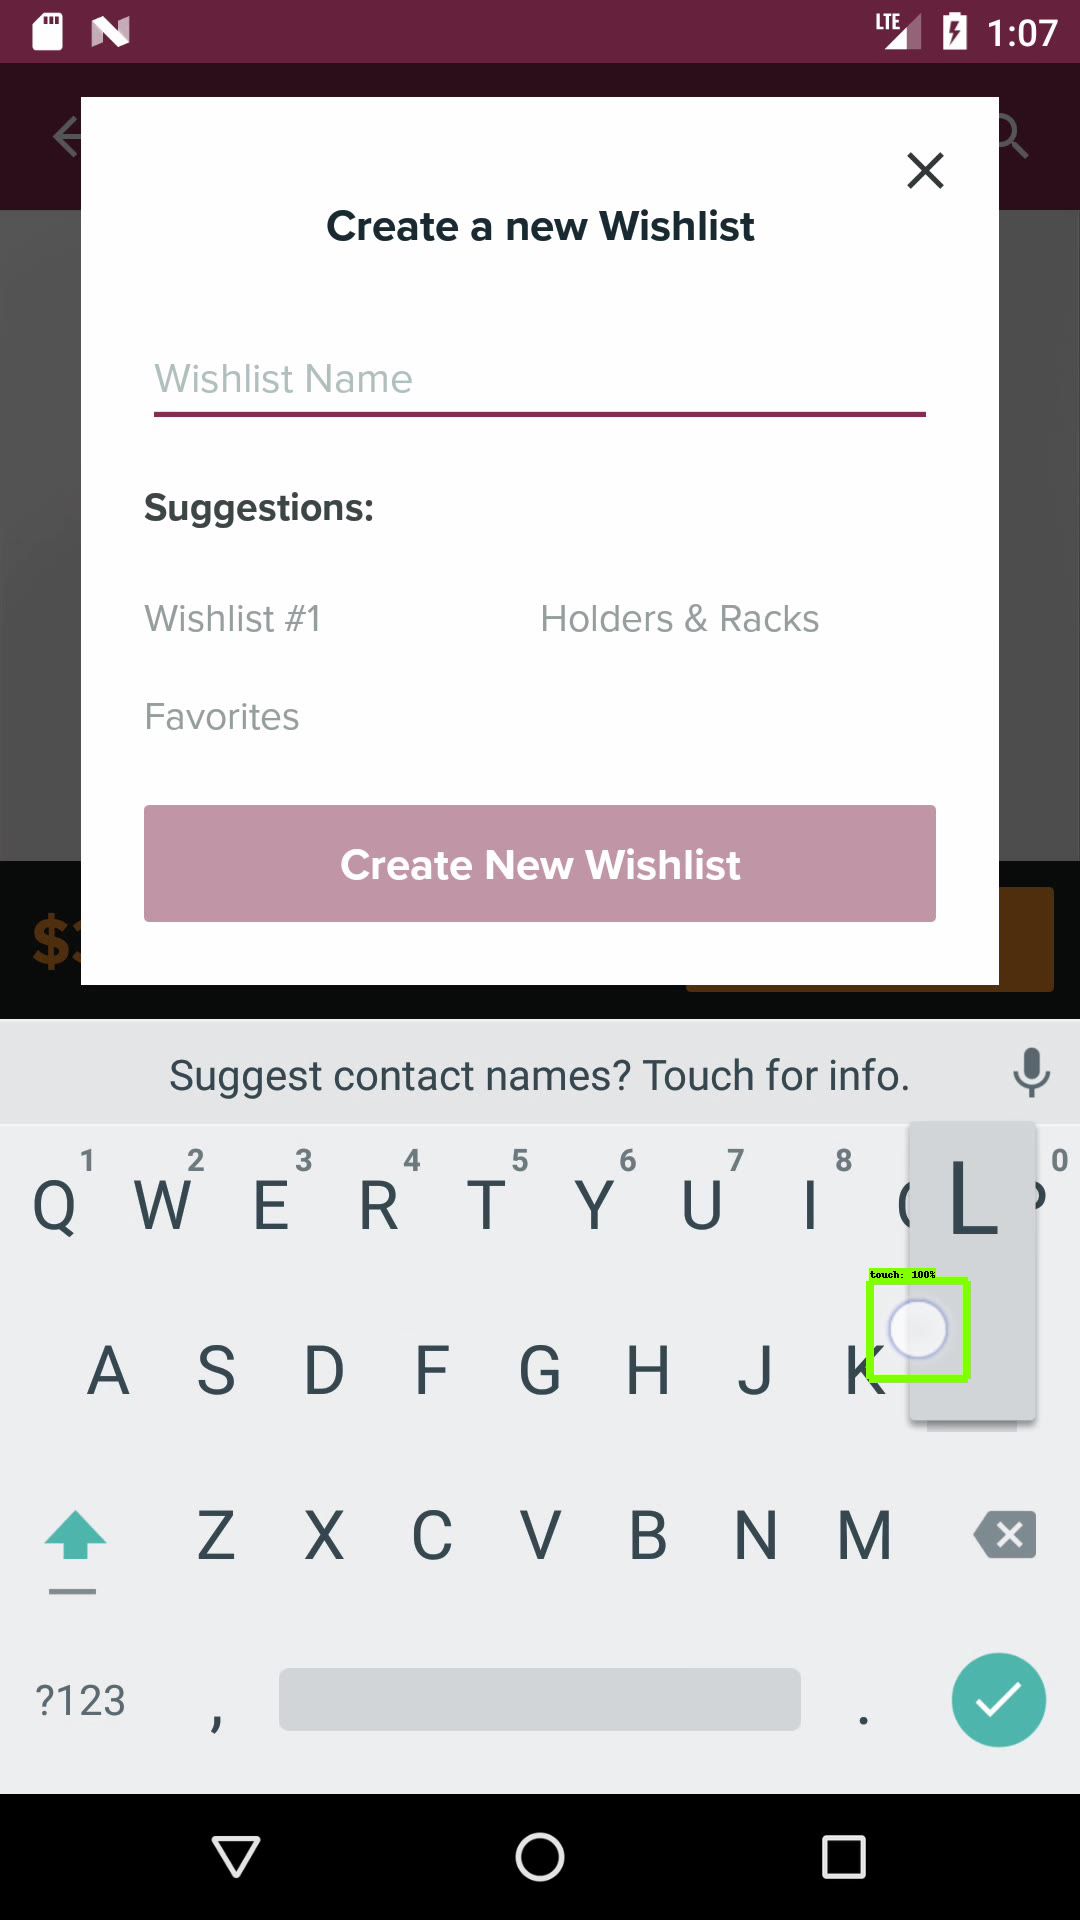 LTE 1:07
Create a new Wishlist
Wishlist Name
Suggestions:
Wishlist #1 Holders & Racks
Favorites
Create New Wishlist
Suggest contact names? Touch for info.
1 2 3 4 5 6 7 8 0
Q W E R T Y U I L
touch: 100%
A S D F G H J K
Z X C V B N M
?123 , .